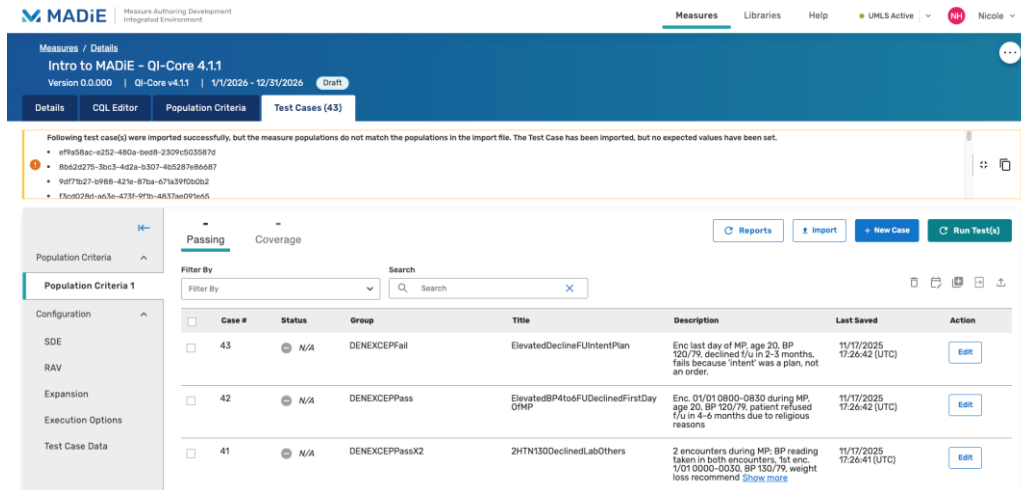 MADiE
Measure Authoring Development
Integrated Environment
Measures Libraries Help UMLS Active NH Nicole
Measures / Details
Intro to MADiE - QI-Core 4.1.1
Version 0.0.000 | QI-Core v4.1.1 | 1/1/2026 - 12/31/2026 Draft
Details CQL Editor Population Criteria Test Cases (43)
Following test case(s) were imported successfully, but the measure populations do not match the populations in the import file. The Test Case has been imported, but no expected values have been set.
• ef9a58ac-e252-480a-bed8-2309c503587d
• 8b62d275-3bc3-4d2a-b307-4b5287e86687
• 9df71b27-b988-421e-87ba-671a39f0b0b2
• f3cd028d-a63e-473f-9f1b-4837ae091e65
Population Criteria
Population Criteria 1
Configuration
SDE
RAV
Expansion
Execution Options
Test Case Data
- -
Passing Coverage
Reports Import + New Case Run Test(s)
Filter By Search
Filter By Search
Case # Status Group Title Description Last Saved Action
43 N/A DENEXCEPFail ElevatedDeclineFUIntentPlan
Enc last day of MP, age 20, BP
120/79, declined f/u in 2-3 months,
fails because 'intent' was a plan, not
an order.
11/17/2025
17:26:42 (UTC)
Edit
42 N/A DENEXCEPPass ElevatedBP4to6FUDeclinedFirstDay
OfMP
Enc. 01/01 0800-0830 during MP,
age 20, BP 120/79, patient refused
f/u in 4-6 months due to religious
reasons
11/17/2025
17:26:42 (UTC)
Edit
41 N/A DENEXCEPPassX2 2HTN130DeclinedLabOthers
2 encounters during MP; BP reading
taken in both encounters, 1st enc.
1/01 0000-0030, BP 130/79, weight
loss recommend Show more
11/17/2025
17:26:41 (UTC)
Edit